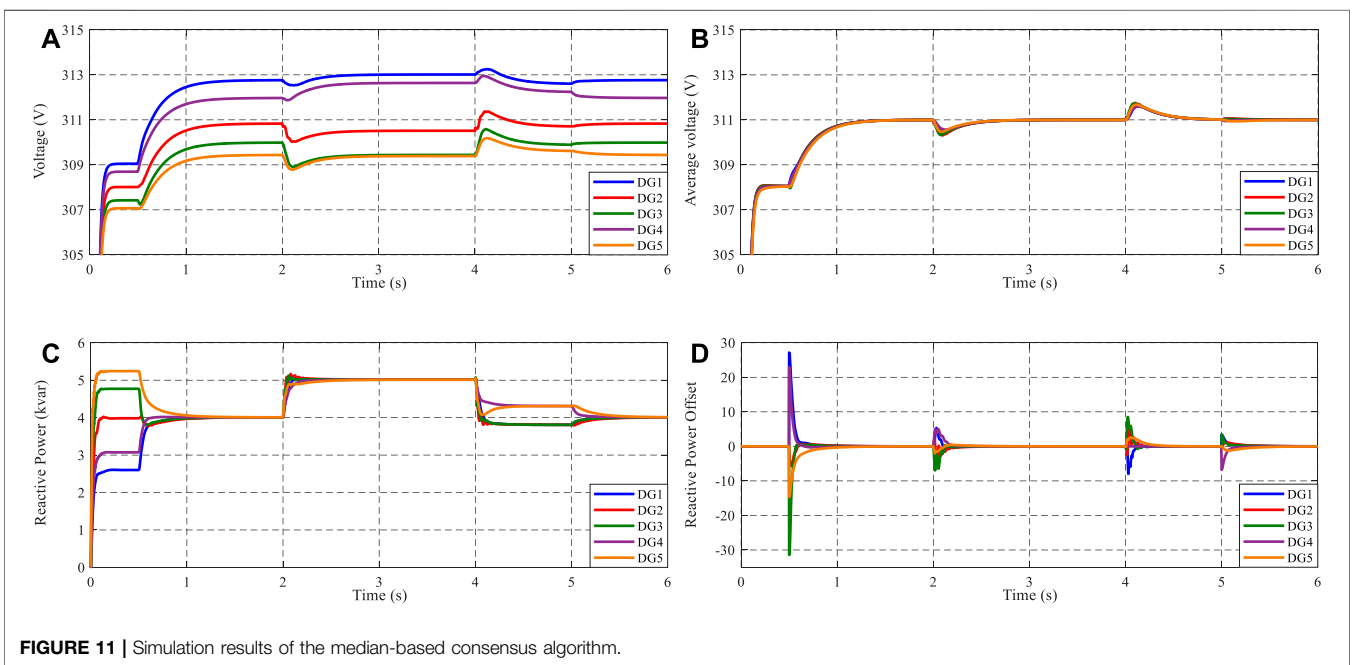 A
315
313
311
309
307
305
Voltage (V)
0 1 2 3 4 5 6
Time (s)
DG1
DG2
DG3
DG4
DG5
B
315
313
311
309
307
305
Average voltage (V)
0 1 2 3 4 5 6
Time (s)
DG1
DG2
DG3
DG4
DG5
C
6
5
4
3
2
1
0
Reactive Power (kvar)
0 1 2 3 4 5 6
Time (s)
DG1
DG2
DG3
DG4
DG5
D
30
20
10
0
-10
-20
-30
Reactive Power Offset
0 1 2 3 4 5 6
Time (s)
DG1
DG2
DG3
DG4
DG5
FIGURE 11 | Simulation results of the median-based consensus algorithm.